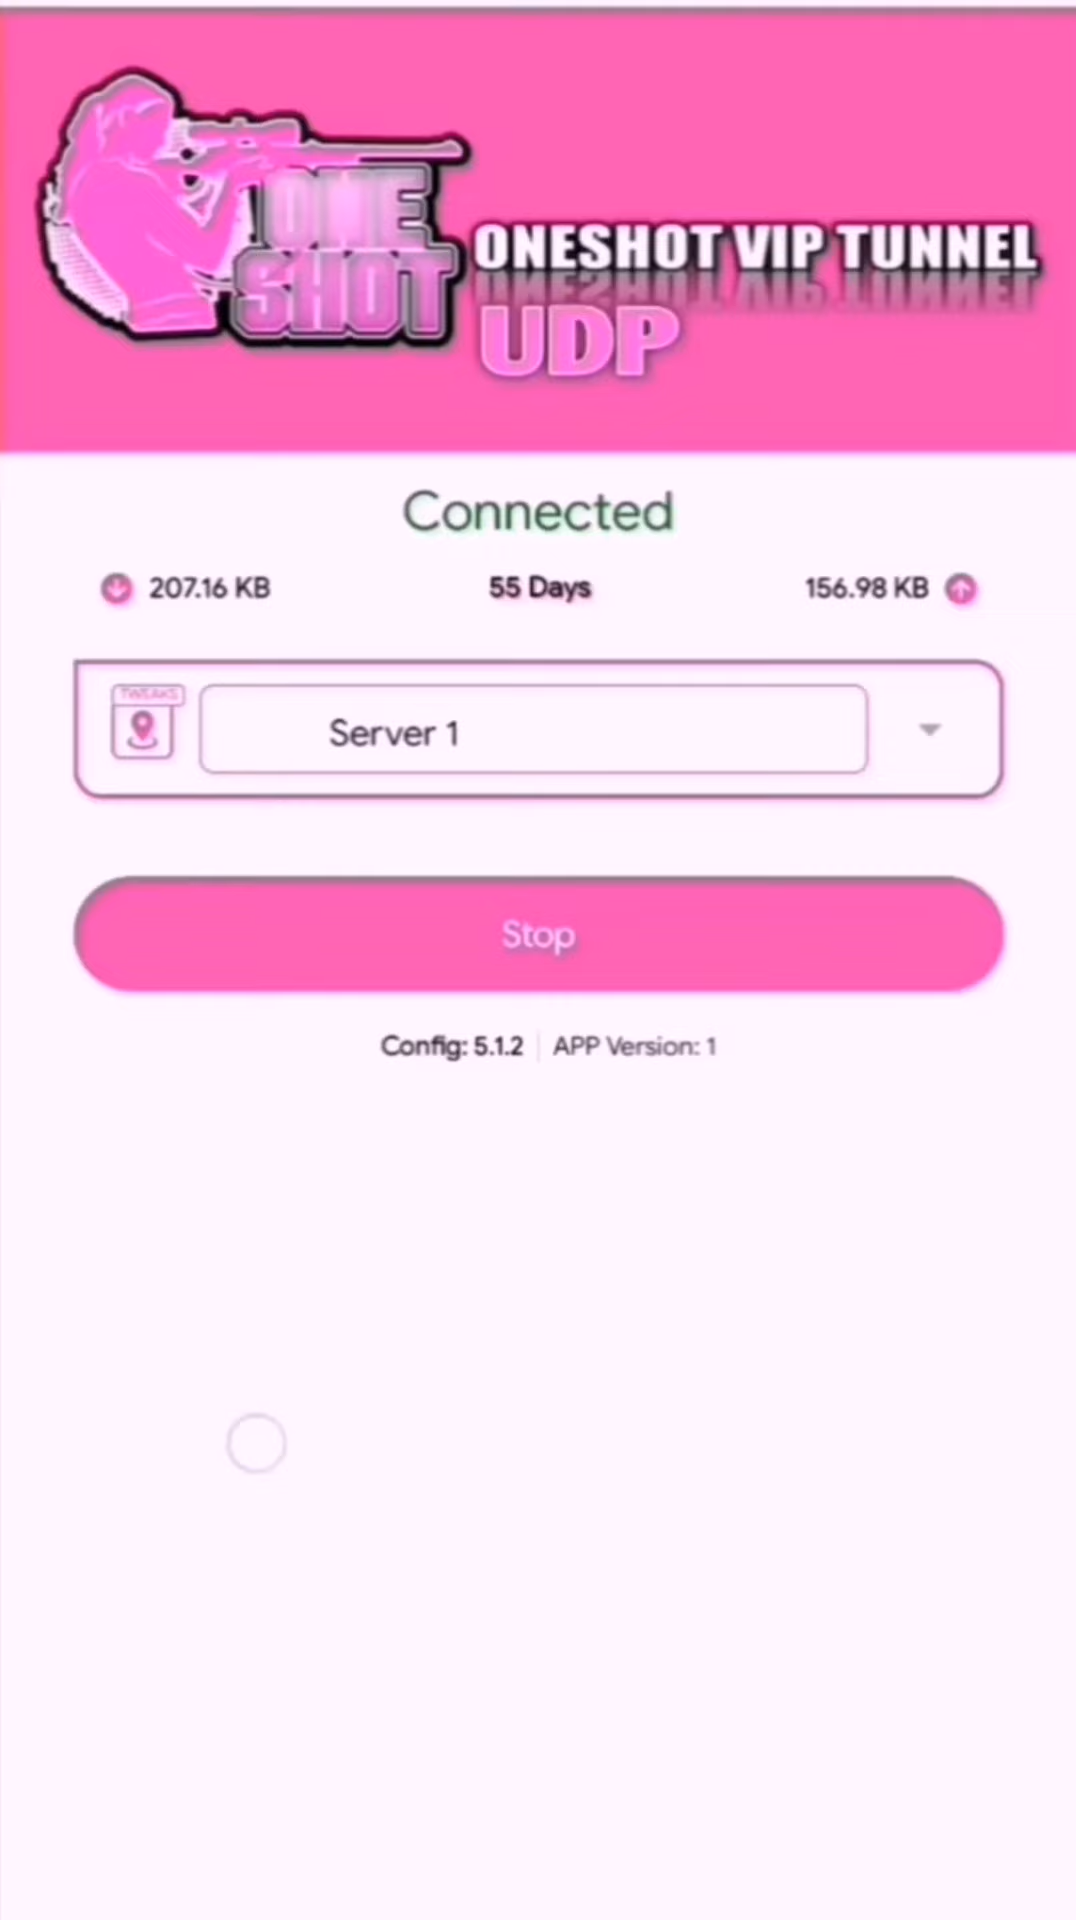 ONE
SHOT
ONESHOT VIP TUNNEL
UDP
Connected
207.16 KB
55 Days
156.98 KB
TWEAKS
Server 1
Stop
Config: 5.1.2
APP Version: 1